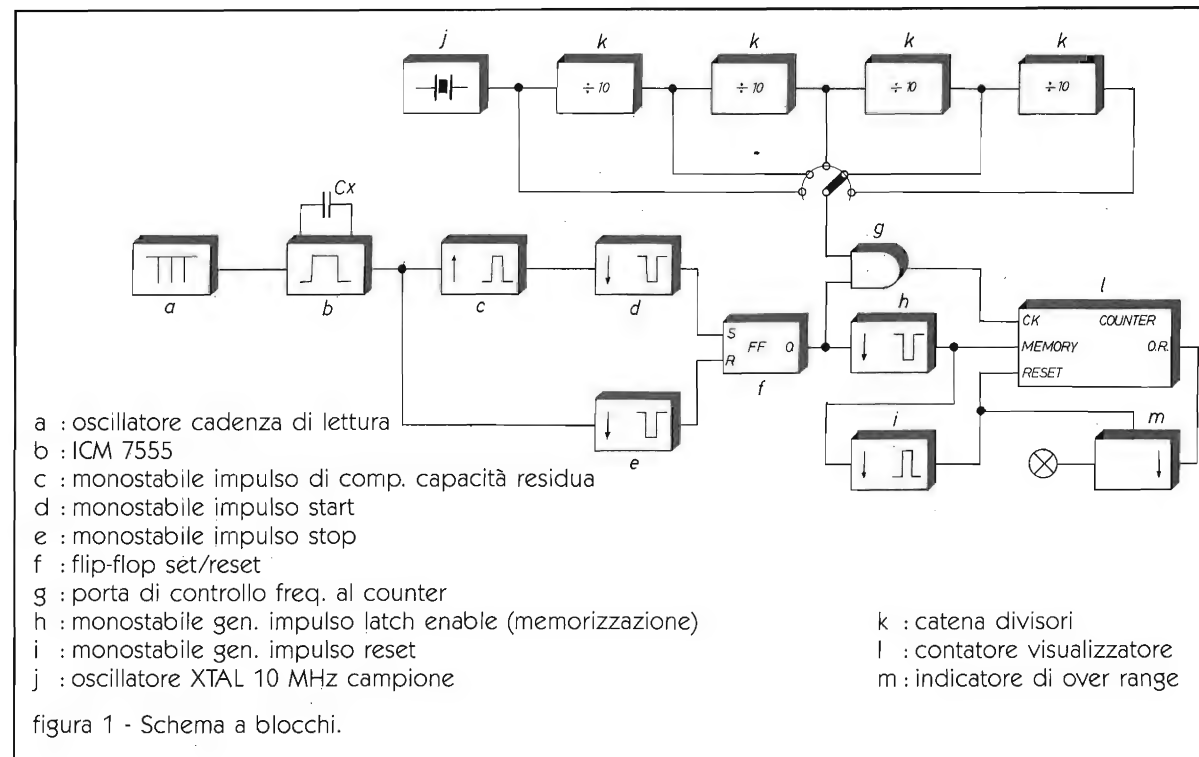 j
k
k
k
k
÷ 10
÷ 10
÷ 10
÷ 10
Cx
g
a
b
c
d
h
l
S
R
FF
Q
f
CK
COUNTER
MEMORY
O.R.
RESET
i
m
e
a : oscillatore cadenza di lettura
b : ICM 7555
c : monostabile impulso di comp. capacità residua
d : monostabile impulso start
e : monostabile impulso stop
f : flip-flop set/reset
g : porta di controllo freq. al counter
h : monostabile gen. impulso latch enable (memorizzazione)
i : monostabile gen. impulso reset
j : oscillatore XTAL 10 MHz campione
k : catena divisori
l : contatore visualizzatore
m : indicatore di over range
figura 1 - Schema a blocchi.